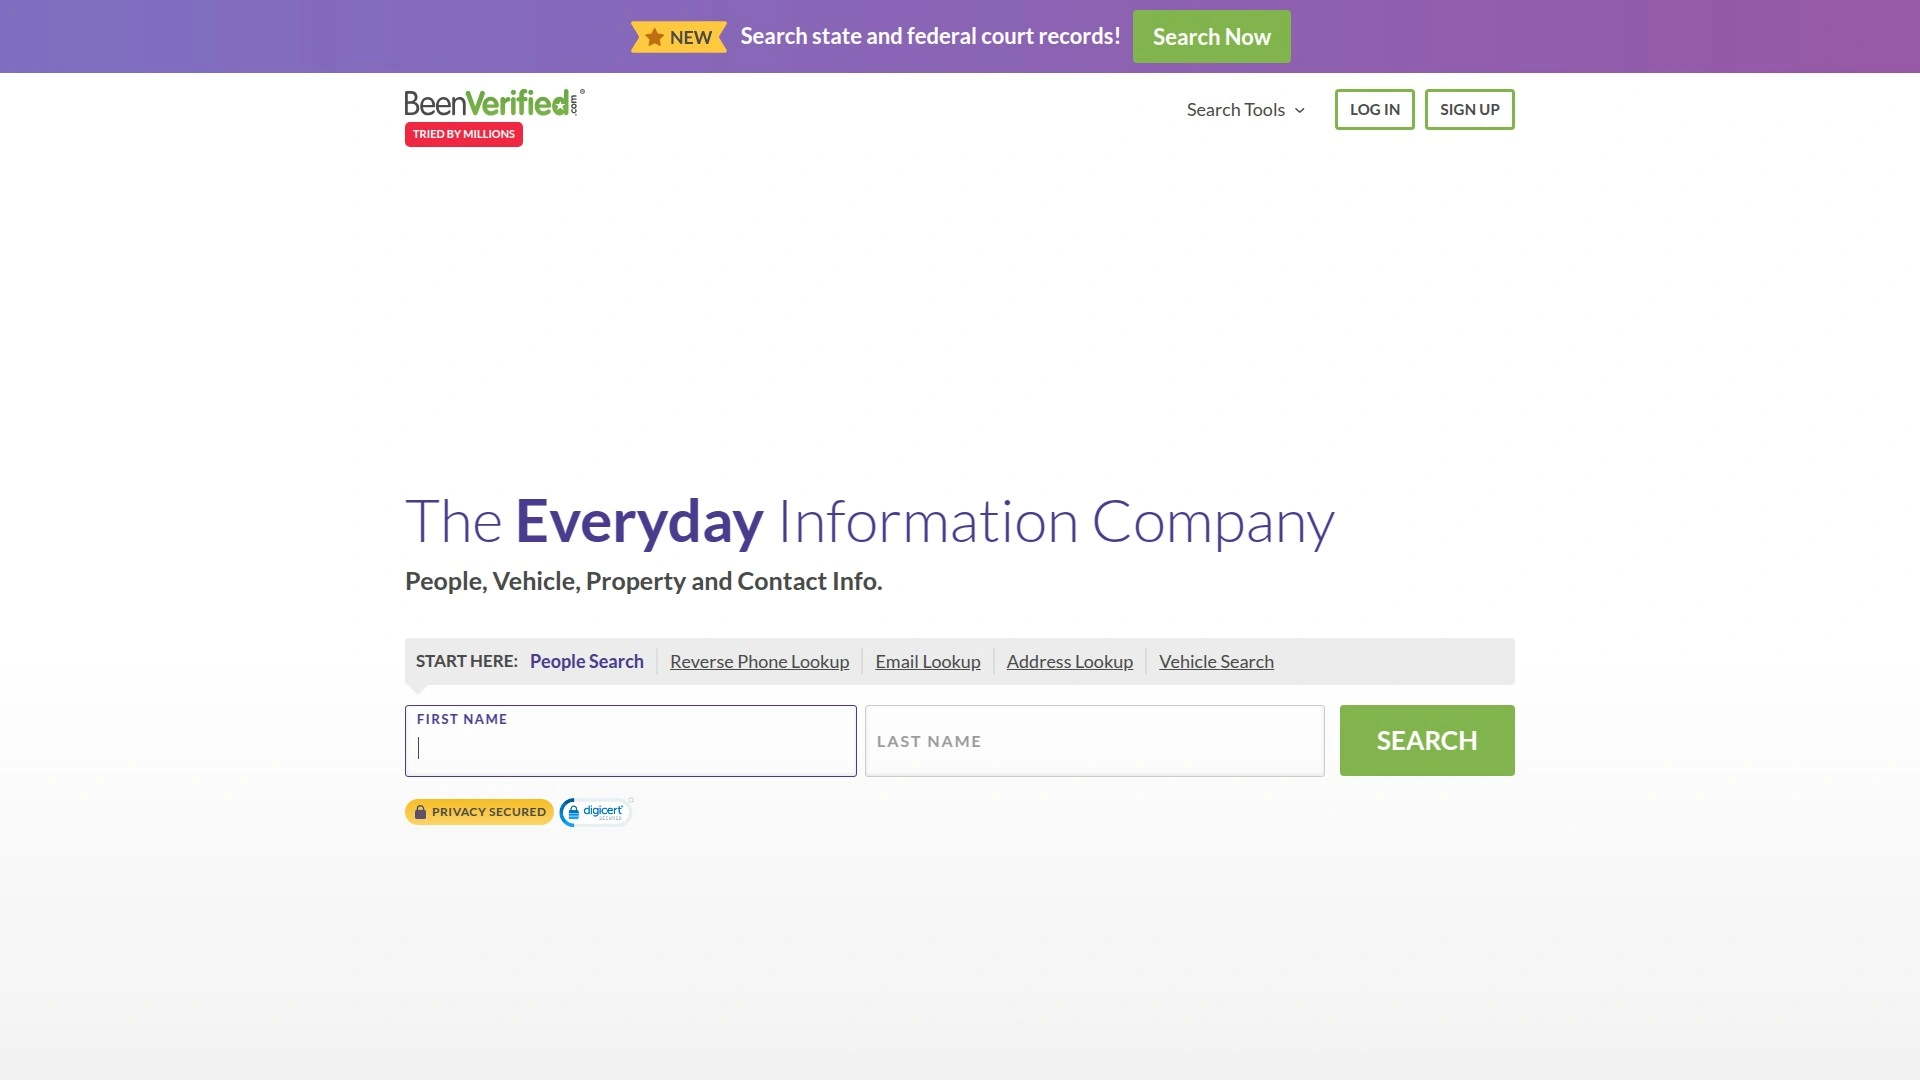 NEW Search state and federal court records! Search Now
BeenVerified.com®
TRIED BY MILLIONS
Search Tools LOG IN SIGN UP
The Everyday Information Company
People, Vehicle, Property and Contact Info.
START HERE: People Search Reverse Phone Lookup Email Lookup Address Lookup Vehicle Search
FIRST NAME
LAST NAME
SEARCH
PRIVACY SECURED digicert
SECURED